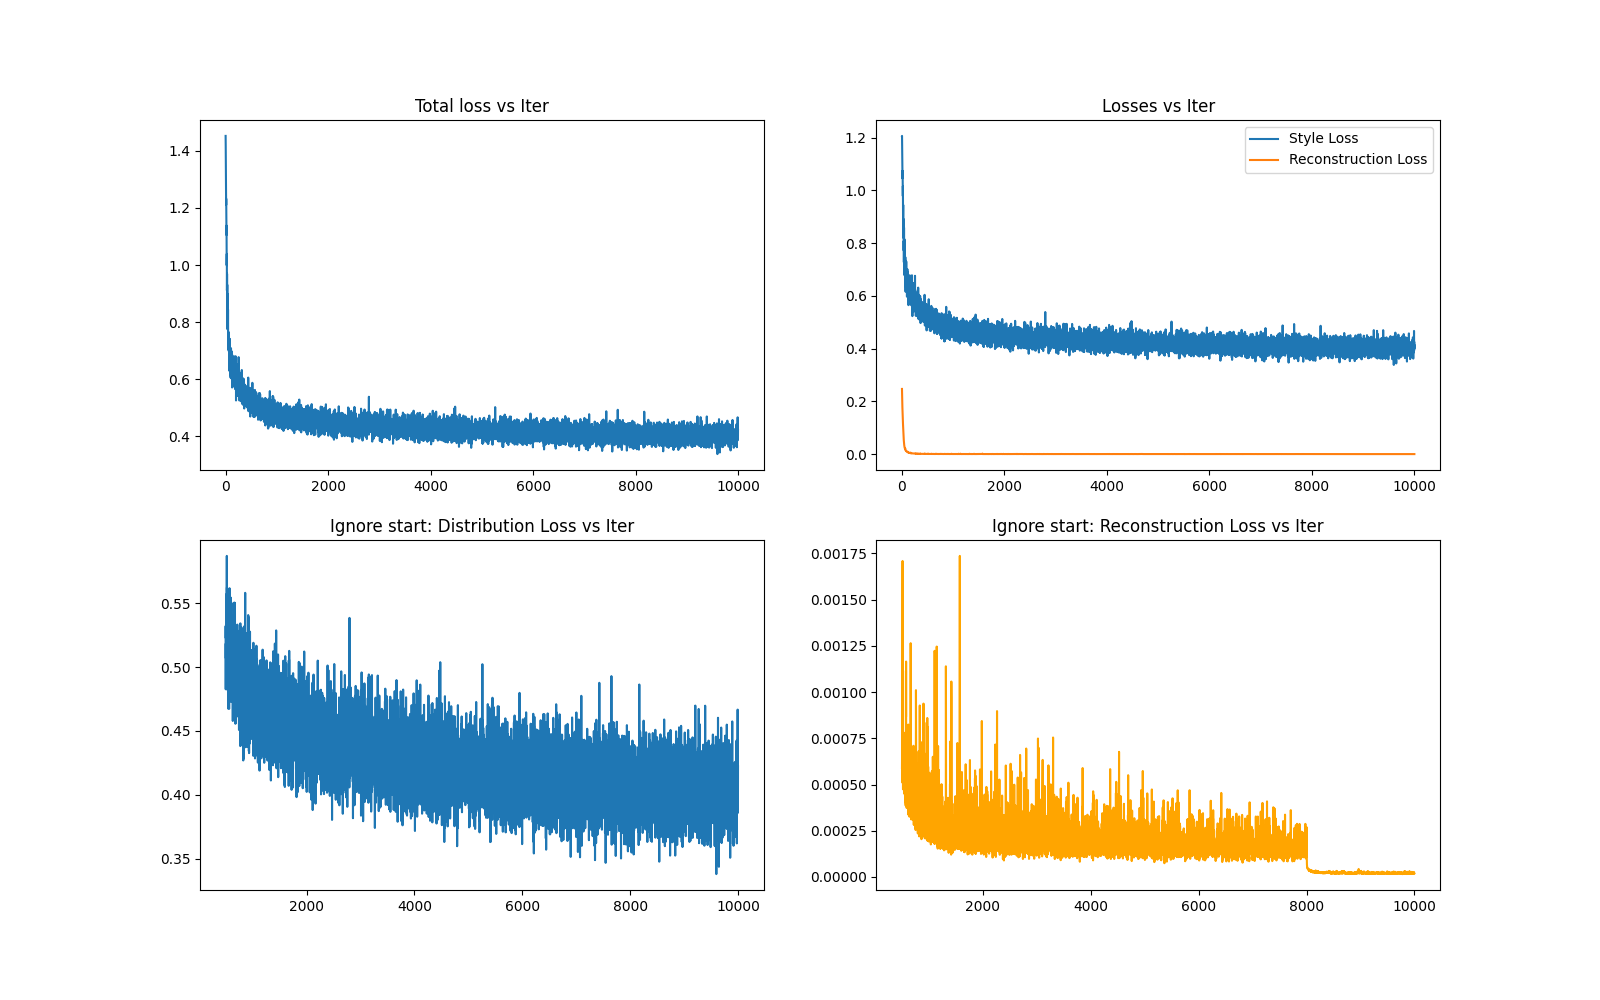 Total loss vs Iter
1.4
1.2
1.0
0.8
0.6
0.4
0 2000 4000 6000 8000 10000
Losses vs Iter
Style Loss
Reconstruction Loss
1.2
1.0
0.8
0.6
0.4
0.2
0.0
0 2000 4000 6000 8000 10000
Ignore start: Distribution Loss vs Iter
0.55
0.50
0.45
0.40
0.35
2000 4000 6000 8000 10000
Ignore start: Reconstruction Loss vs Iter
0.00175
0.00150
0.00125
0.00100
0.00075
0.00050
0.00025
0.00000
2000 4000 6000 8000 10000